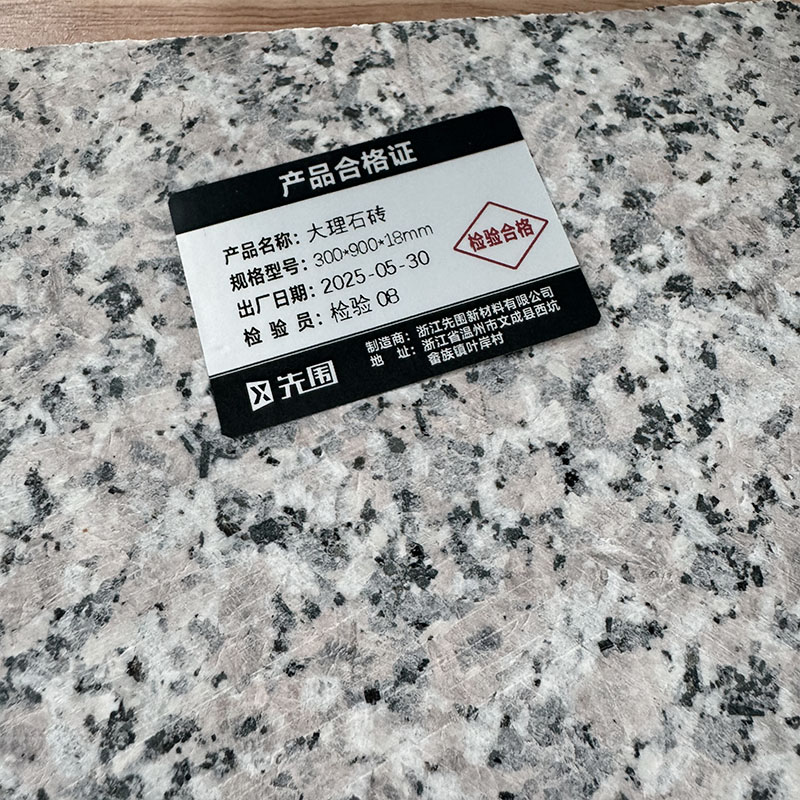 产品合格证
产品名称：大理石砖
规格型号：300*900*18mm
出厂日期：2025-05-30
检 验 员：检验 08
检验合格
制造商：浙江先围新材料有限公司
地 址：浙江省温州市文成县西坑
畲族镇叶岸村
先围